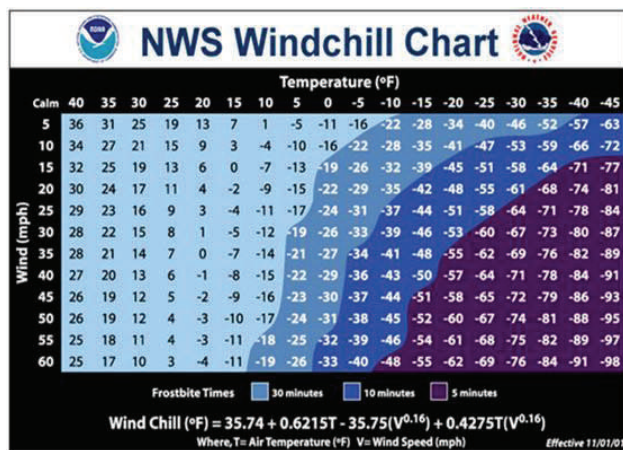 NOAA
NWS Windchill Chart
Temperature (ºF)
Calm 40 35 30 25 20 15 10 5 0 -5 -10 -15 -20 -25 -30 -35 -40 -45
Wind (mph)
5 36 31 25 19 13 7 1 -5 -11 -16 -22 -28 -34 -40 -46 -52 -57 -63
10 34 27 21 15 9 3 -4 -10 -16 -22 -28 -35 -41 -47 -53 -59 -66 -72
15 32 25 19 13 6 0 -7 -13 -19 -26 -32 -39 -45 -51 -58 -64 -71 -77
20 30 24 17 11 4 -2 -9 -15 -22 -29 -35 -42 -48 -55 -61 -68 -74 -81
25 29 23 16 9 3 -4 -11 -17 -24 -31 -37 -44 -51 -58 -64 -71 -78 -84
30 28 22 15 8 1 -5 -12 -19 -26 -33 -39 -46 -53 -60 -67 -73 -80 -87
35 28 21 14 7 0 -7 -14 -21 -27 -34 -41 -48 -55 -62 -69 -76 -82 -89
40 27 20 13 6 -1 -8 -15 -22 -29 -36 -43 -50 -57 -64 -71 -78 -84 -91
45 26 19 12 5 -2 -9 -16 -23 -30 -37 -44 -51 -58 -65 -72 -79 -86 -93
50 26 19 12 4 -3 -10 -17 -24 -31 -38 -45 -52 -60 -67 -74 -81 -88 -95
55 25 18 11 4 -3 -11 -18 -25 -32 -39 -46 -54 -61 -68 -75 -82 -89 -97
60 25 17 10 3 -4 -11 -19 -26 -33 -40 -48 -55 -62 -69 -76 -84 -91 -98
Frostbite Times 30 minutes 10 minutes 5 minutes
Wind Chill (ºF) = 35.74 + 0.6215T - 35.75(V0.16) + 0.4275T(V0.16)
Where, T= Air Temperature (ºF) V= Wind Speed (mph) Effective 11/01/01